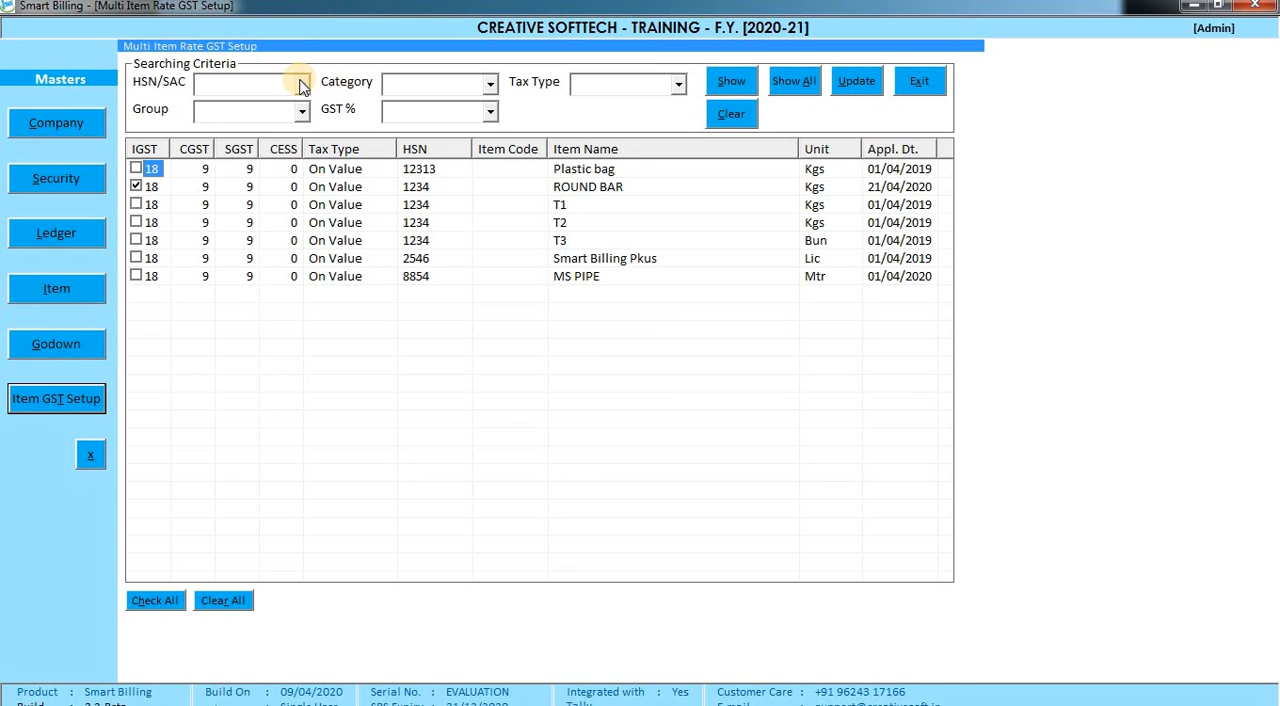 Smart Billing - [Multi Item Rate GST Setup]
CREATIVE SOFTTECH - TRAINING - F.Y. [2020-21]
[Admin]
Multi Item Rate GST Setup
Masters
Company
Security
Ledger
Item
Godown
Item GST Setup
x
Searching Criteria
HSN/SAC Category Tax Type Show Show All Update Exit
Group GST % Clear
IGST CGST SGST CESS Tax Type HSN Item Code Item Name Unit Appl. Dt.
18 9 9 0 On Value 12313 Plastic bag Kgs 01/04/2019
18 9 9 0 On Value 1234 ROUND BAR Kgs 21/04/2020
18 9 9 0 On Value 1234 T1 Kgs 01/04/2019
18 9 9 0 On Value 1234 T2 Kgs 01/04/2019
18 9 9 0 On Value 1234 T3 Bun 01/04/2019
18 9 9 0 On Value 2546 Smart Billing Pkus Lic 01/04/2019
18 9 9 0 On Value 8854 MS PIPE Mtr 01/04/2020
Check All Clear All
Product : Smart Billing Build On : 09/04/2020 Serial No. : EVALUATION Integrated with : Yes Customer Care : +91 96243 17166